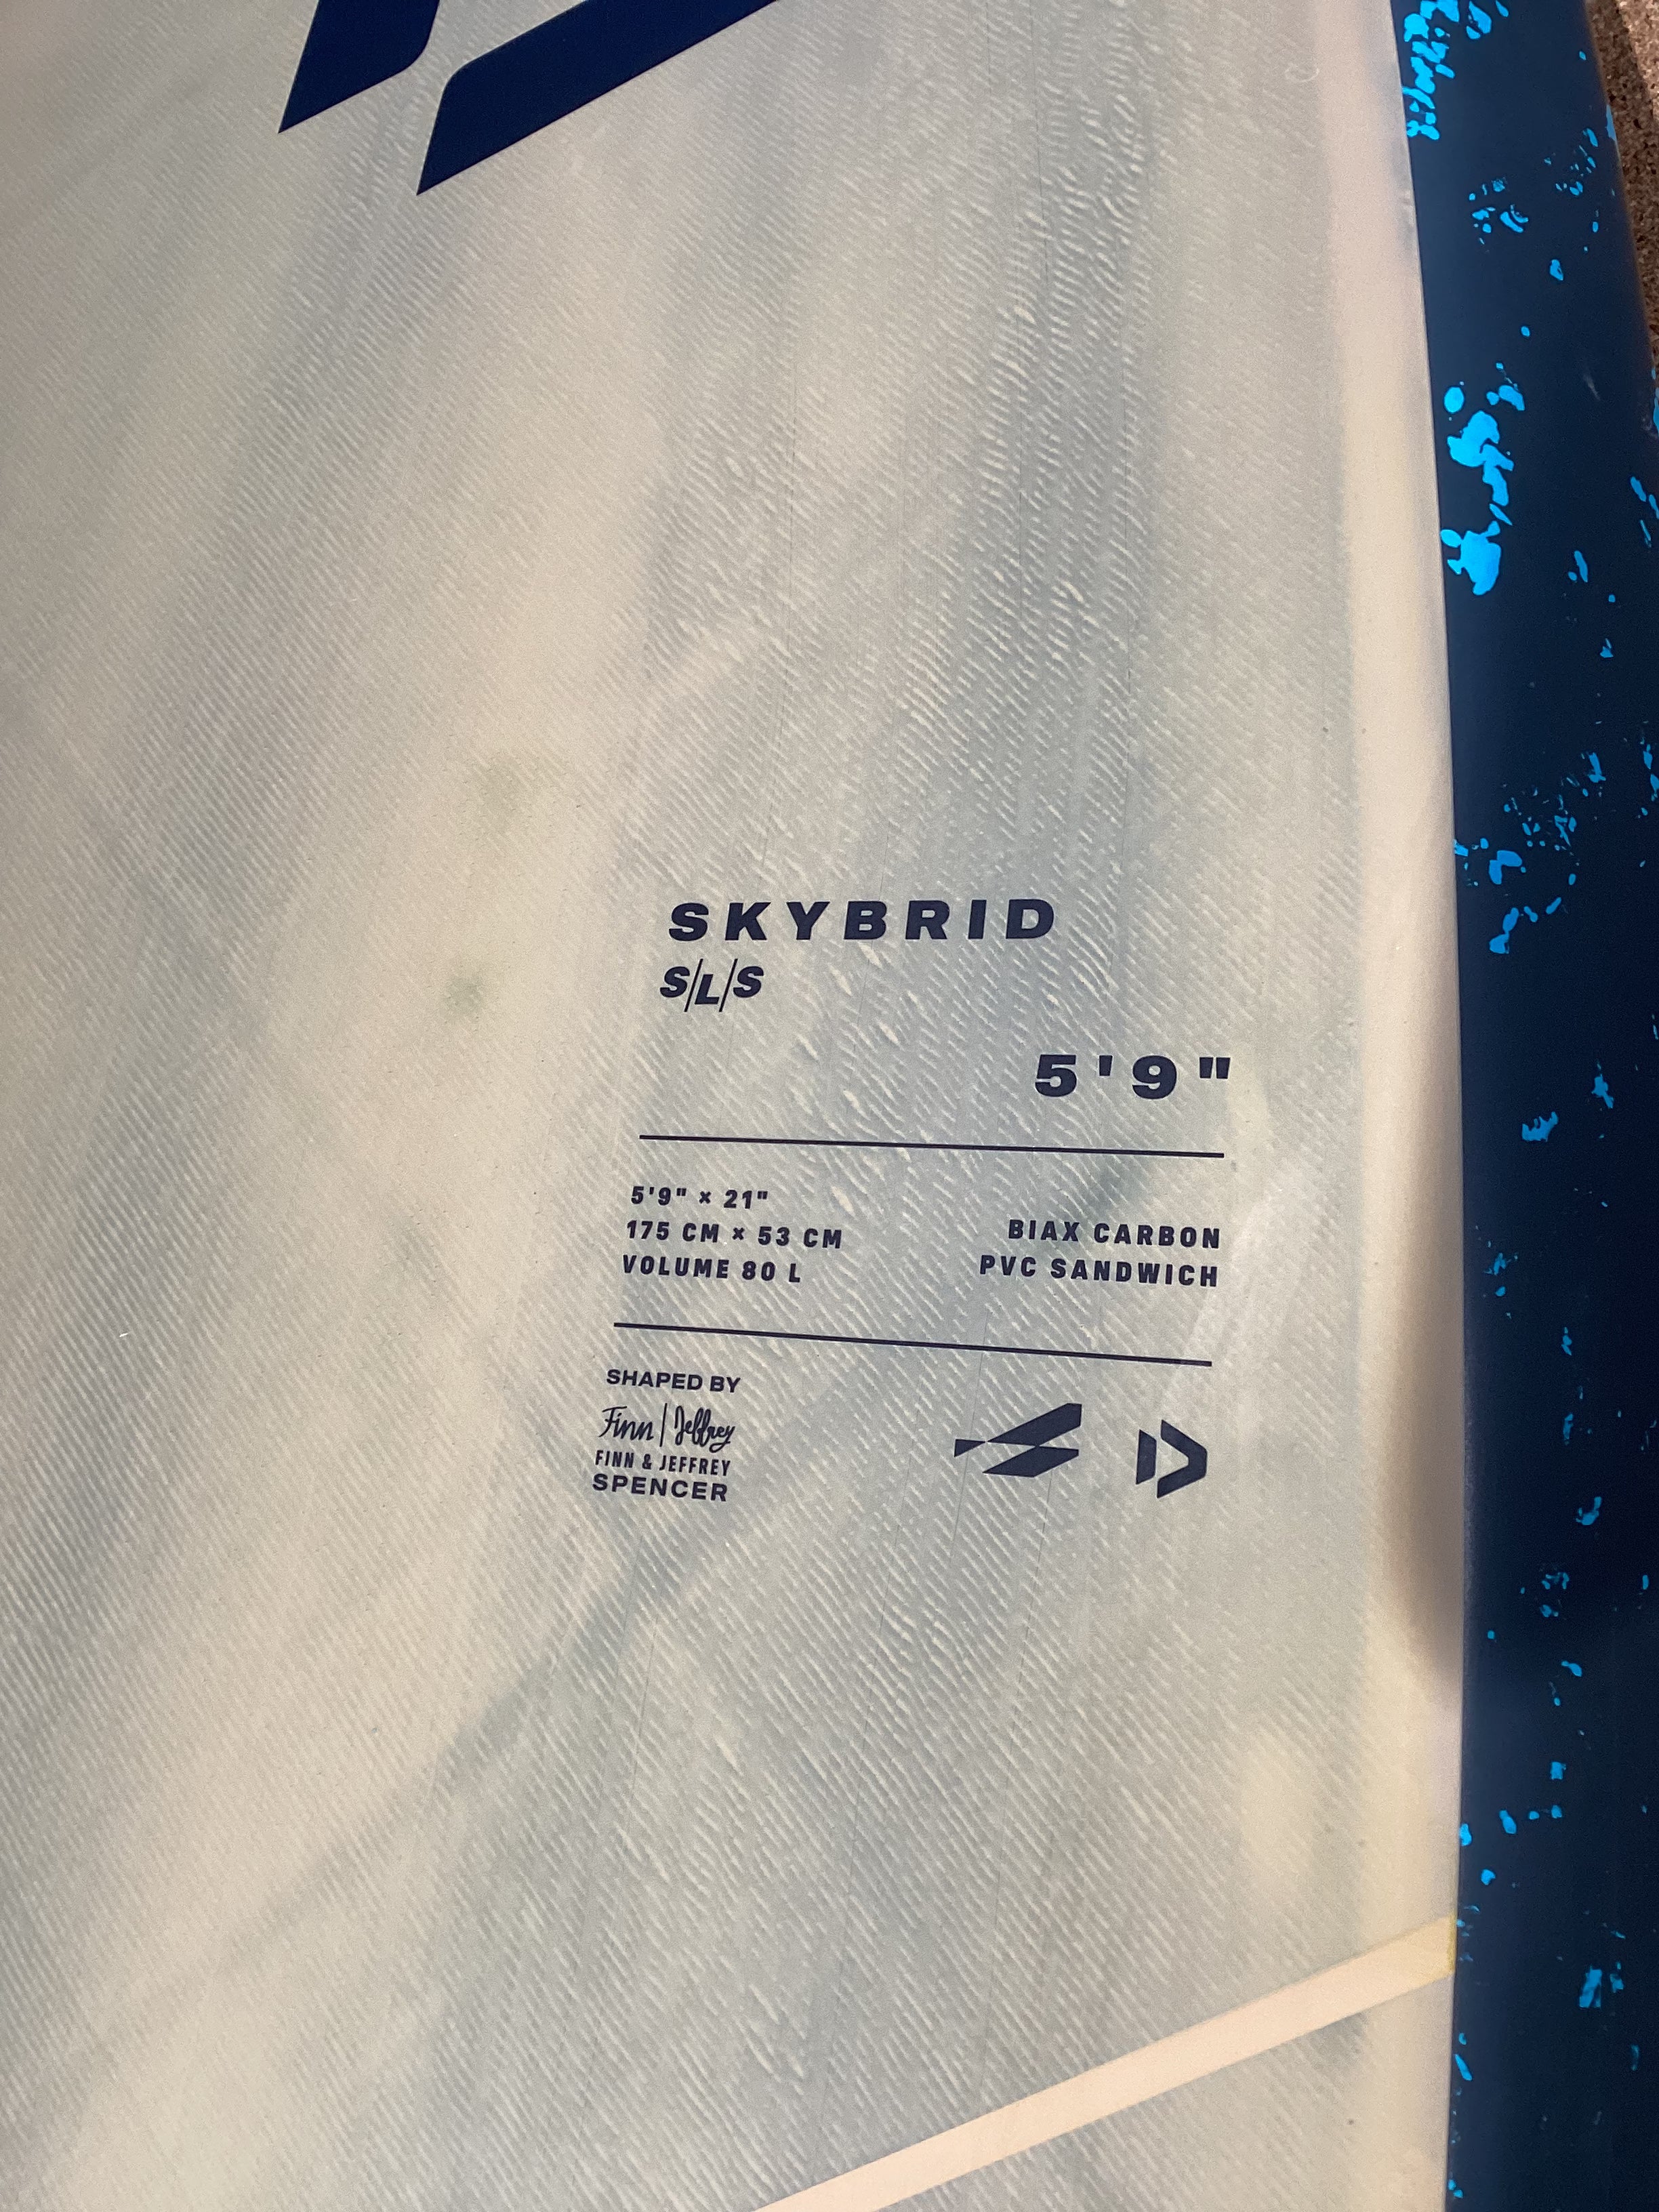 SKYBRID
S/L/S
5'9"
5'9" × 21"
175 CM × 53 CM
VOLUME 80 L
BIAX CARBON
PVC SANDWICH
SHAPED BY
Finn | Jeffrey
FINN & JEFFREY
SPENCER